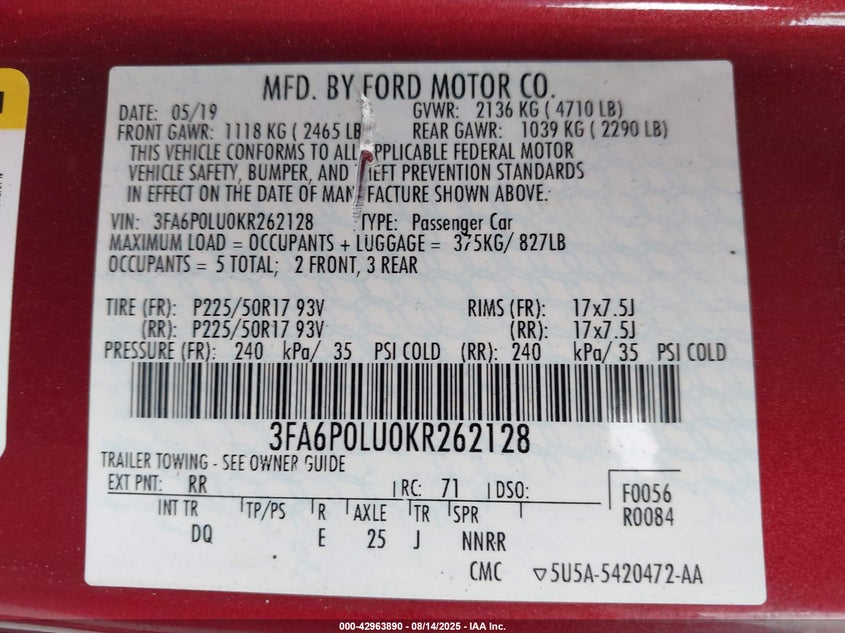 MFD. BY FORD MOTOR CO.
DATE: 05/19 GVWR: 2136 KG ( 4710 LB)
FRONT GAWR: 1118 KG ( 2465 LB REAR GAWR: 1039 KG ( 2290 LB)
THIS VEHICLE CONFORMS TO ALL APPLICABLE FEDERAL MOTOR
VEHICLE SAFETY, BUMPER, AND THEFT PREVENTION STANDARDS
IN EFFECT ON THE DATE OF MANUFACTURE SHOWN ABOVE.
VIN: 3FA6P0LU0KR262128 TYPE: Passenger Car
MAXIMUM LOAD = OCCUPANTS + LUGGAGE = 375KG/ 827LB
OCCUPANTS = 5 TOTAL; 2 FRONT, 3 REAR
TIRE (FR): P225/50R17 93V RIMS (FR): 17x7.5J
(RR): P225/50R17 93V (RR): 17x7.5J
PRESSURE (FR): 240 kPa/ 35 PSI COLD (RR): 240 kPa/ 35 PSI COLD
3FA6P0LU0KR262128
TRAILER TOWING - SEE OWNER GUIDE
EXT PNT: RR RC: 71 DSO: F0056
R0084
INT TR TP/PS R AXLE TR SPR
DQ E 25 J NNRR
CMC ▽5U5A-5420472-AA
000-42963890 - 08/14/2025 - IAA Inc.